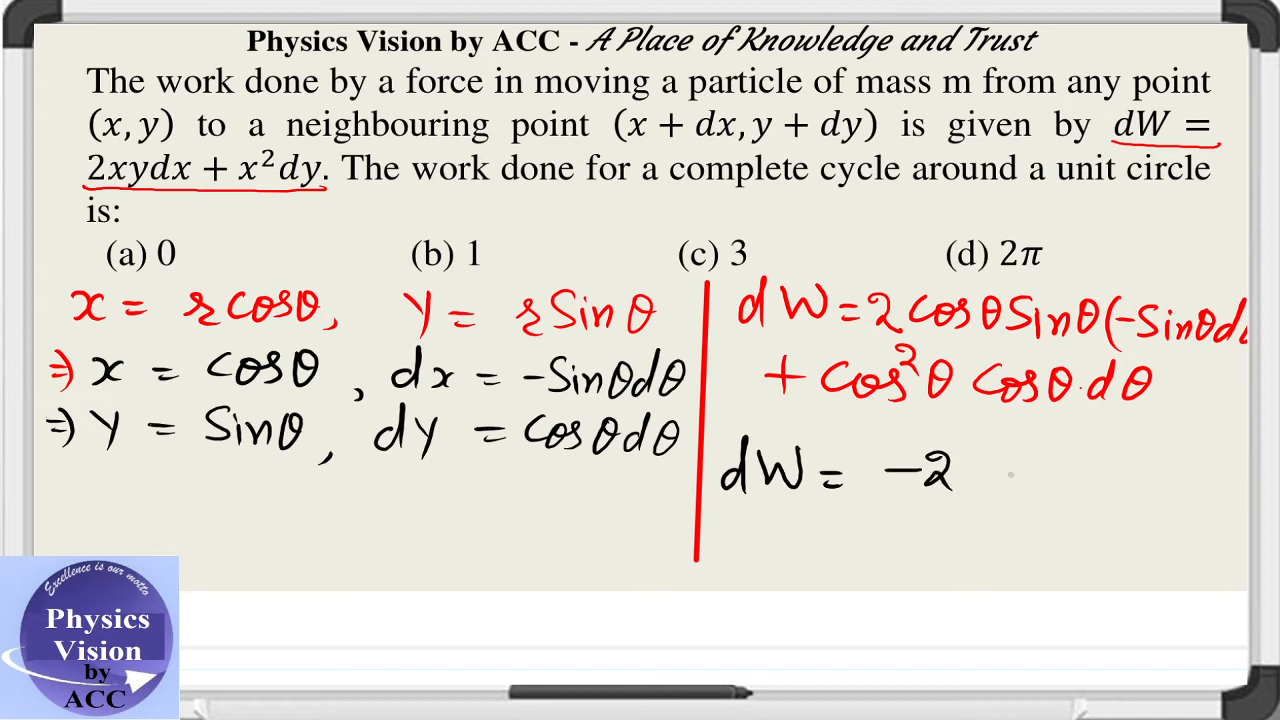 Physics Vision by ACC - A Place of Knowledge and Trust
The work done by a force in moving a particle of mass m from any point
(x, y) to a neighbouring point (x + dx, y + dy) is given by dW =
2xydx + x²dy. The work done for a complete cycle around a unit circle
is:
(a) 0 (b) 1 (c) 3 (d) 2π
x = r cosθ, y = r Sinθ
⇒ x = cosθ, dx = -Sinθdθ
⇒ y = Sinθ, dy = cosθdθ
dW = 2 cosθ Sinθ(-Sinθd
+ cos²θ cosθ.dθ
dW = -2
Excellence is our motto
Physics
Vision
by
ACC